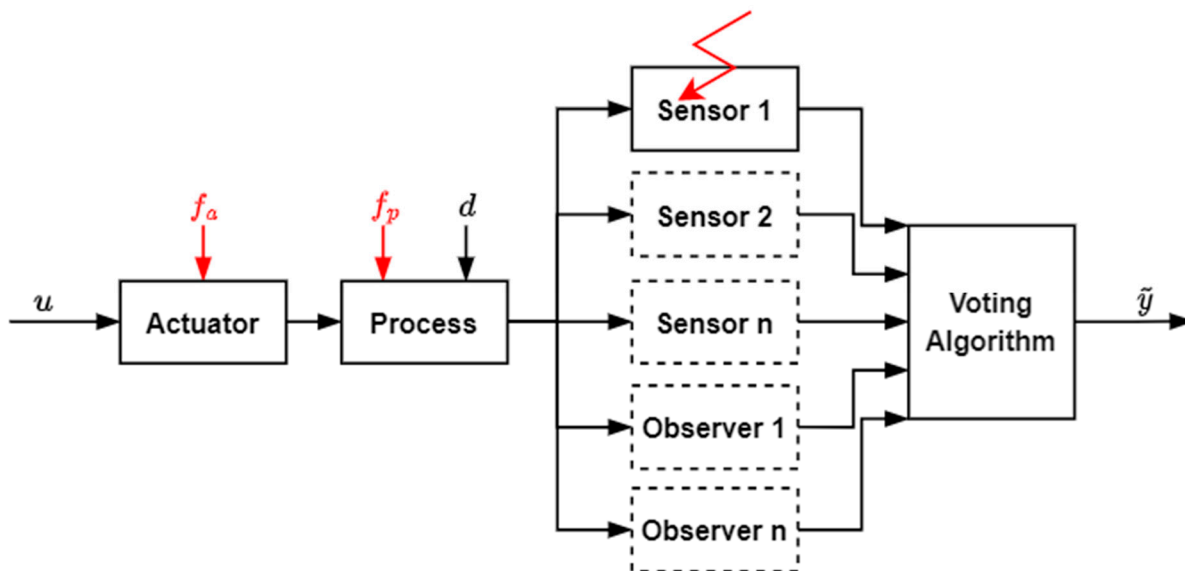 Sensor 1
f_a
f_p
d
Sensor 2
u
Actuator
Process
Sensor n
Voting
Algorithm
ỹ
Observer 1
Observer n